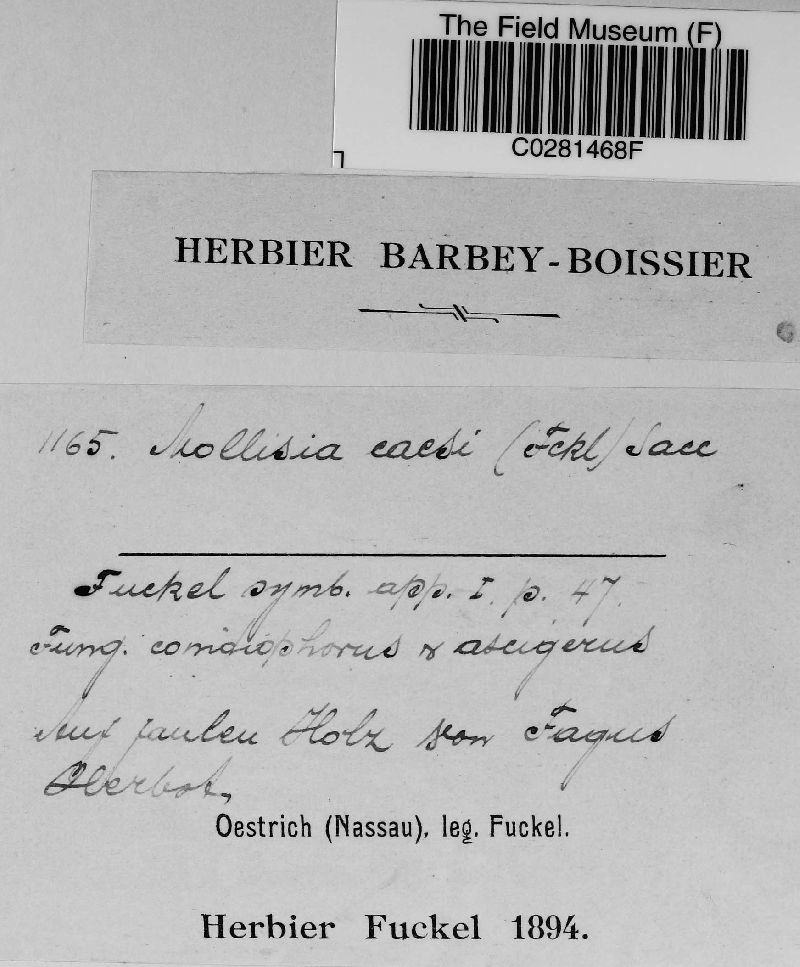 The Field Museum (F)
C0281468F
HERBIER BARBEY-BOISSIER
1165. Mollisia caesi (Fckl) Sacc
Fuckel symb. app. I. p. 47.
Fung. conidiophorus & ascigerus
Auf faulen Holz von Fagus
Oestrich (Nassau), leg. Fuckel.
Herbier Fuckel 1894.